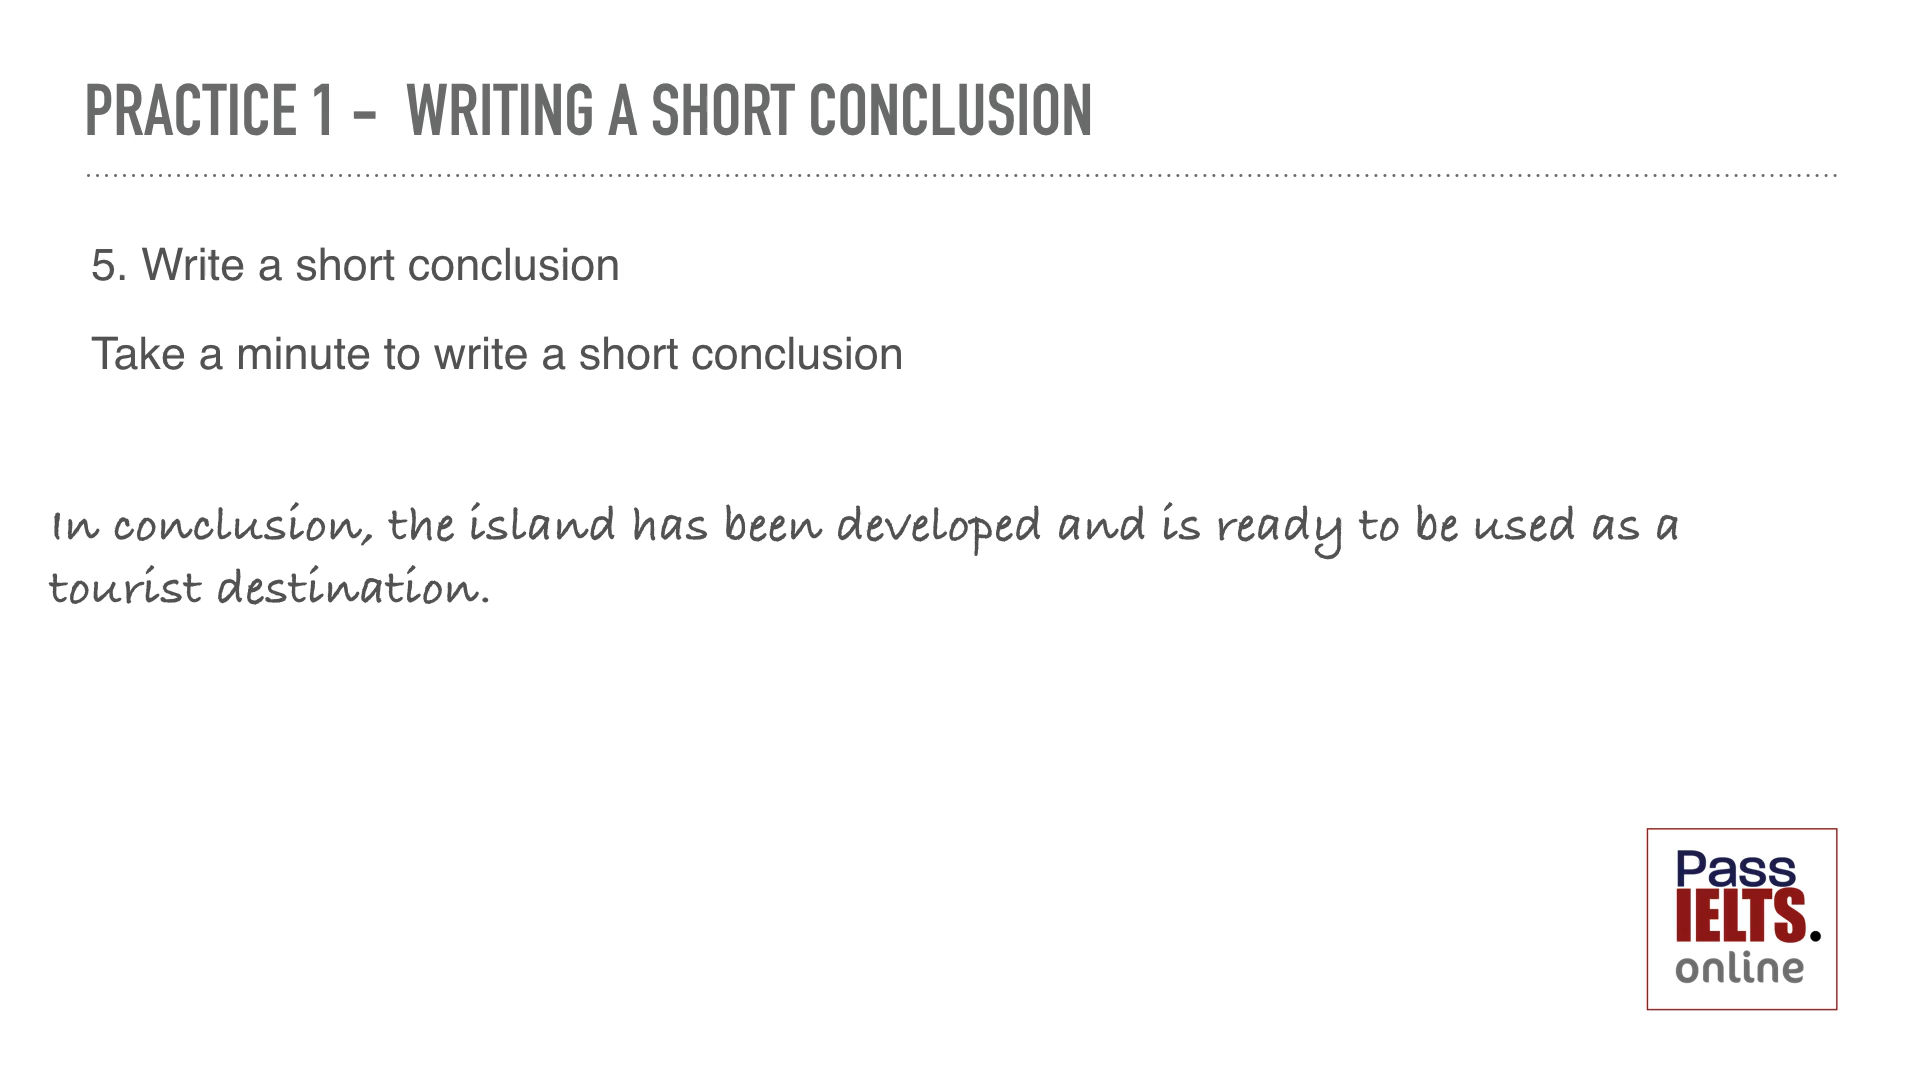 PRACTICE 1 - WRITING A SHORT CONCLUSION
5. Write a short conclusion
Take a minute to write a short conclusion
In conclusion, the island has been developed and is ready to be used as a
tourist destination.
Pass
IELTS.
online